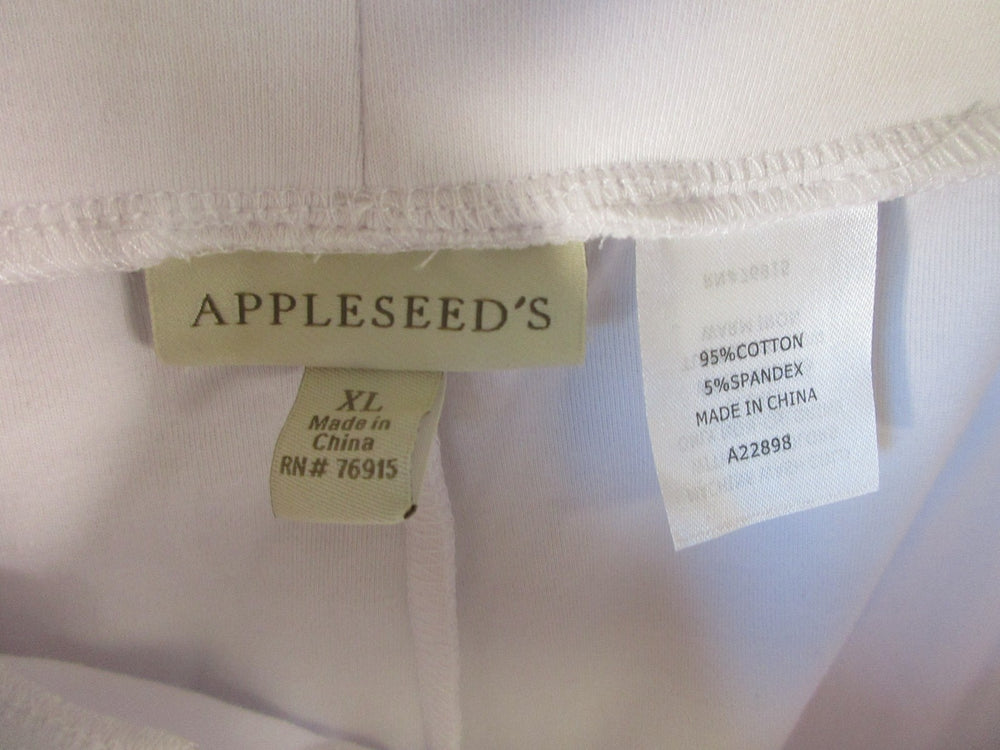 APPLESEED'S
XL
Made in
China
RN# 76915
95%COTTON
5%SPANDEX
MADE IN CHINA
A22898